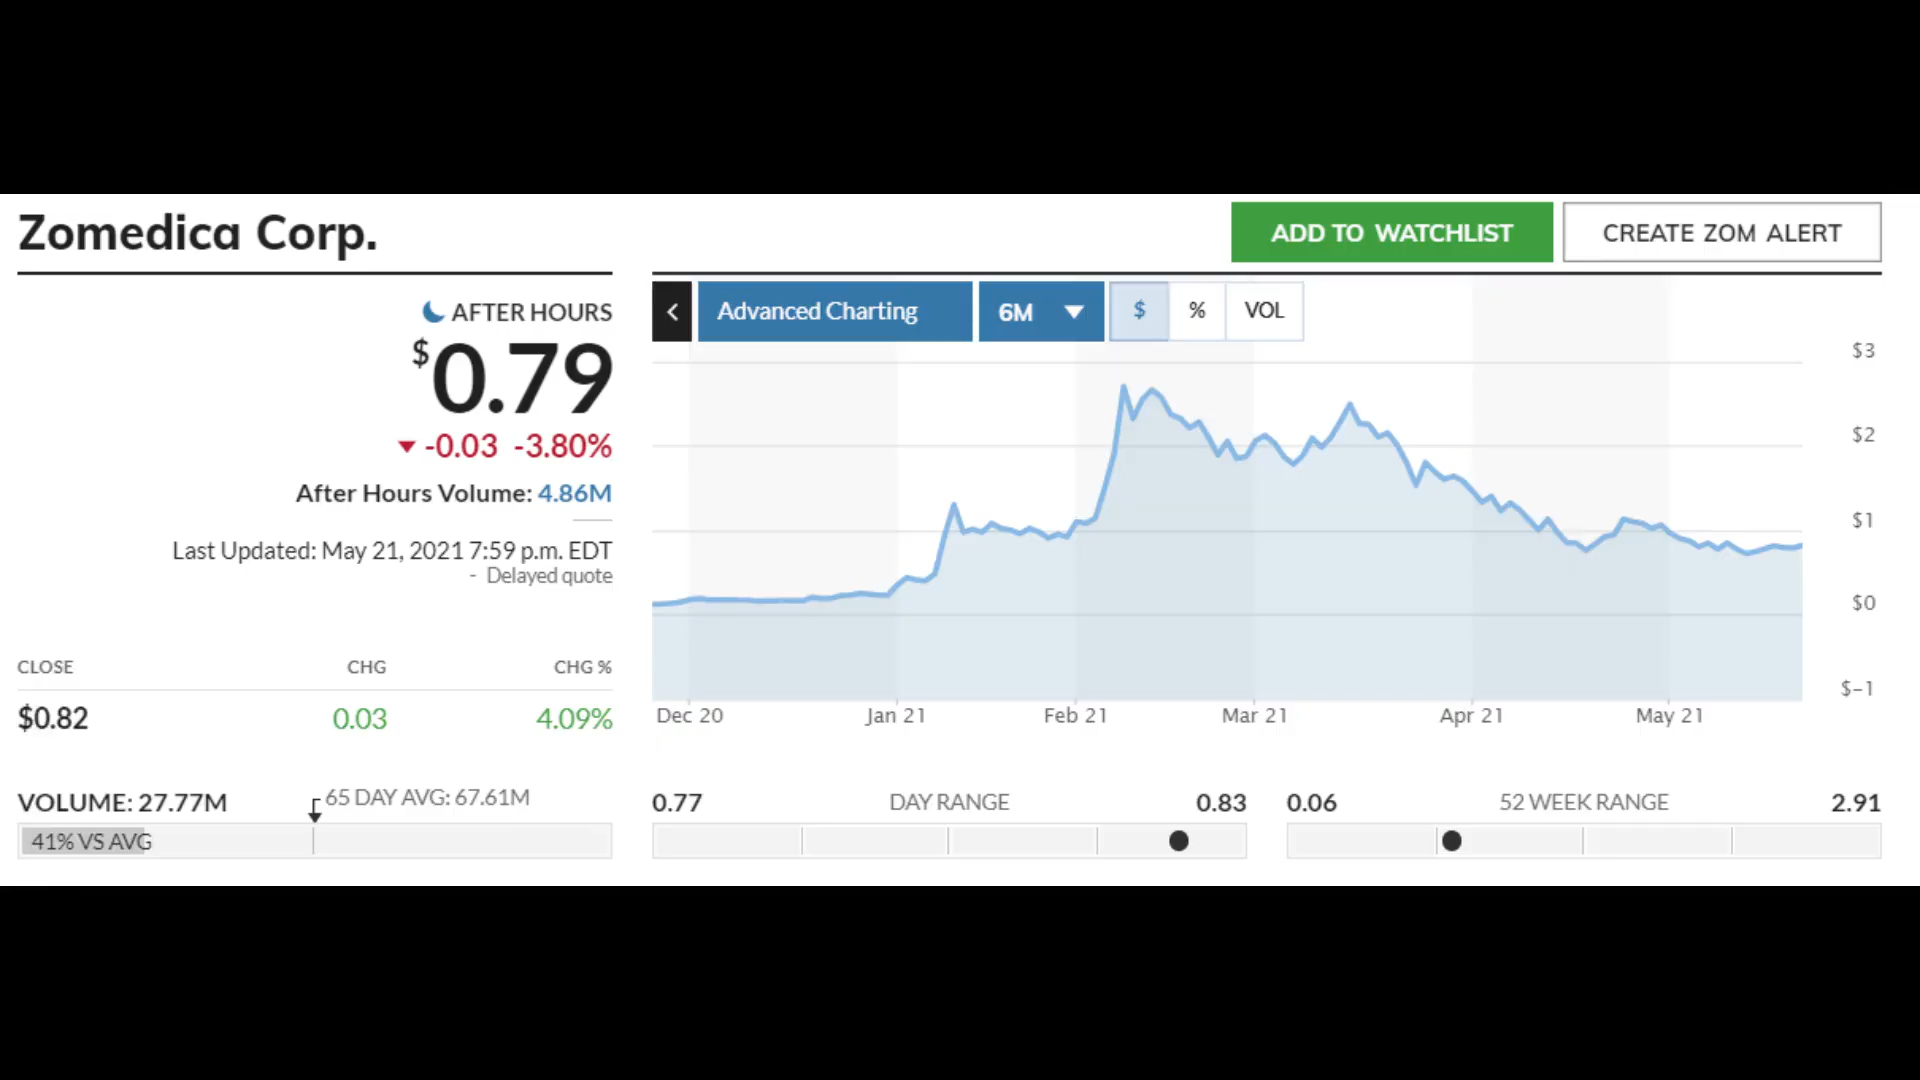 Zomedica Corp.
ADD TO WATCHLIST
CREATE ZOM ALERT
AFTER HOURS
$0.79
-0.03 -3.80%
After Hours Volume: 4.86M
Last Updated: May 21, 2021 7:59 p.m. EDT
- Delayed quote
CLOSE CHG CHG %
$0.82 0.03 4.09%
VOLUME: 27.77M
65 DAY AVG: 67.61M
41% VS AVG
Advanced Charting
6M
$ % VOL
$3
$2
$1
$0
$-1
Dec 20 Jan 21 Feb 21 Mar 21 Apr 21 May 21
0.77 DAY RANGE 0.83
0.06 52 WEEK RANGE 2.91